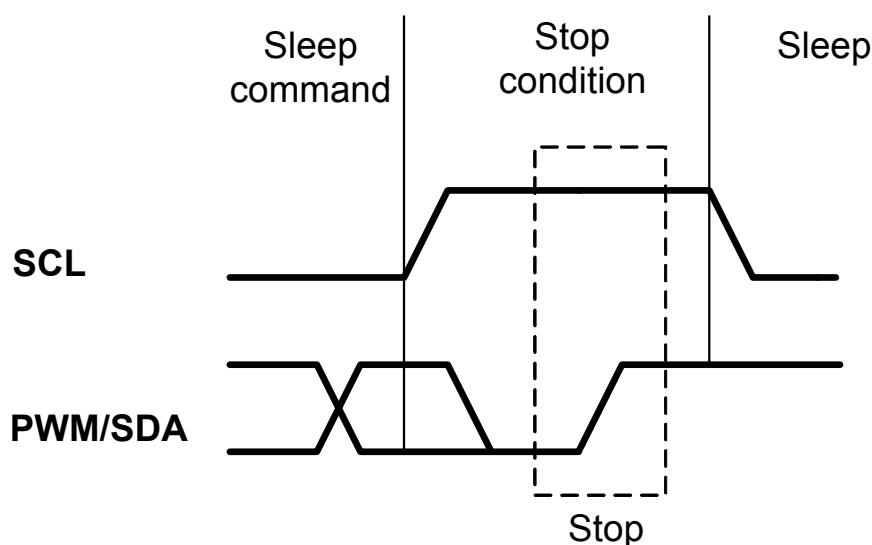 Sleep
command
Stop
condition
Sleep
SCL
PWM/SDA
Stop